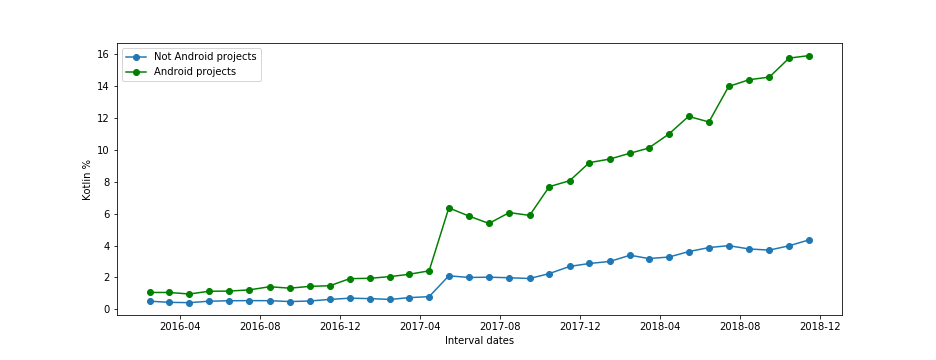 Not Android projects
Android projects
Kotlin %
16
14
12
10
8
6
4
2
0
2016-04 2016-08 2016-12 2017-04 2017-08 2017-12 2018-04 2018-08 2018-12
Interval dates